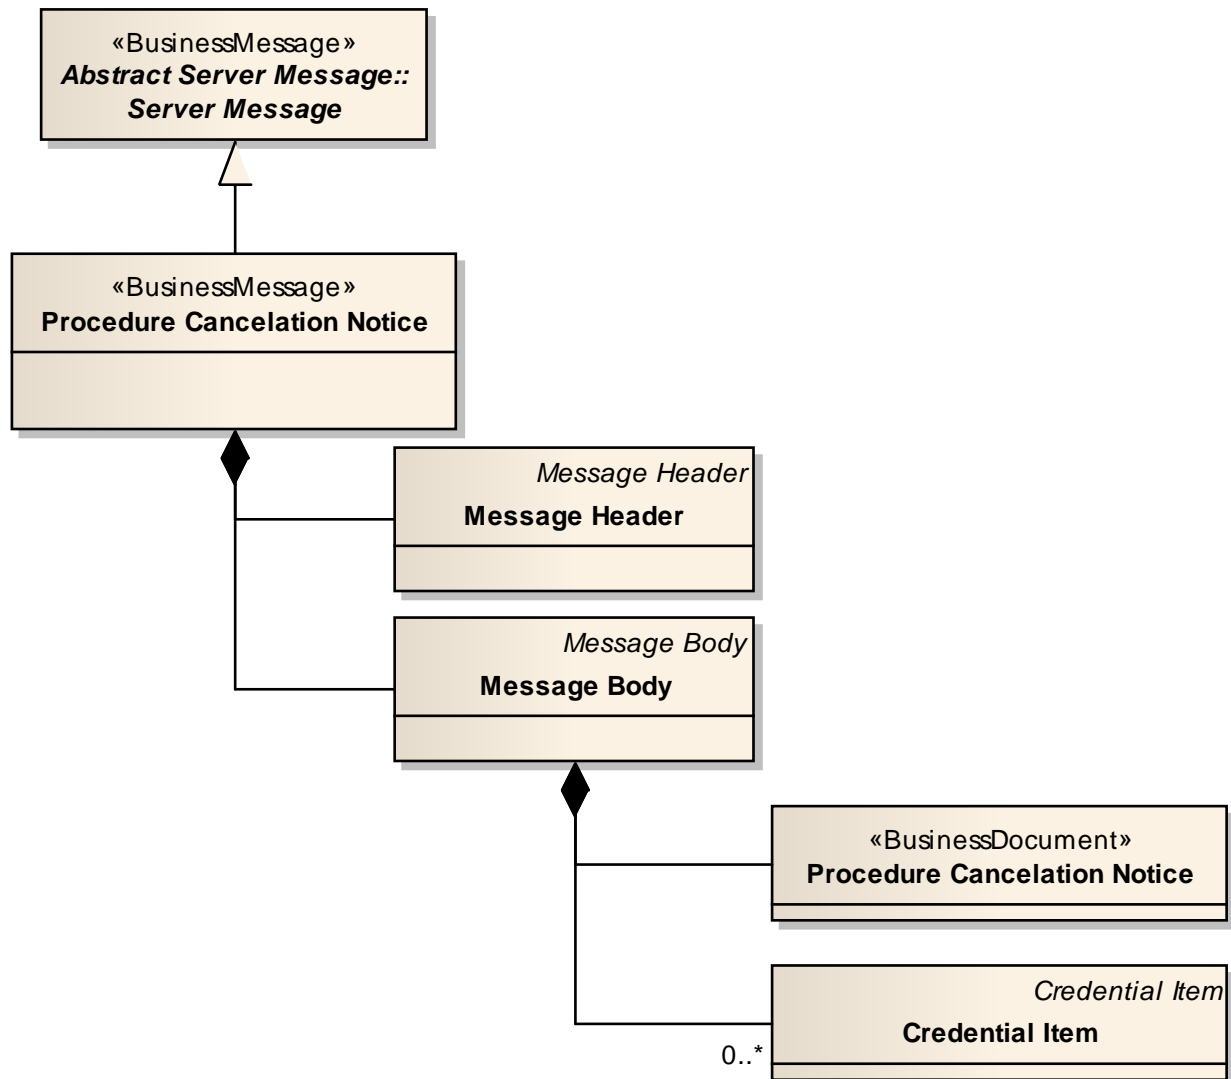 «BusinessMessage»
Abstract Server Message::
Server Message
«BusinessMessage»
Procedure Cancelation Notice
Message Header
Message Header
Message Body
Message Body
«BusinessDocument»
Procedure Cancelation Notice
Credential Item
Credential Item
0..*